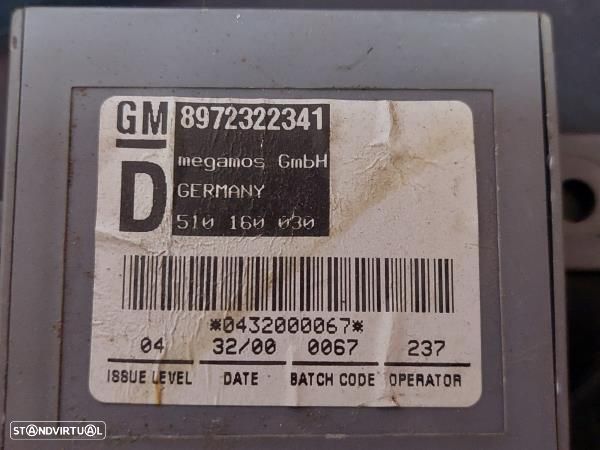 GM 8972322341
D megamos GmbH
GERMANY
510 160 030
*0432000067*
04 32/00 0067 237
ISSUE LEVEL DATE BATCH CODE OPERATOR
STANDVIRTUAL